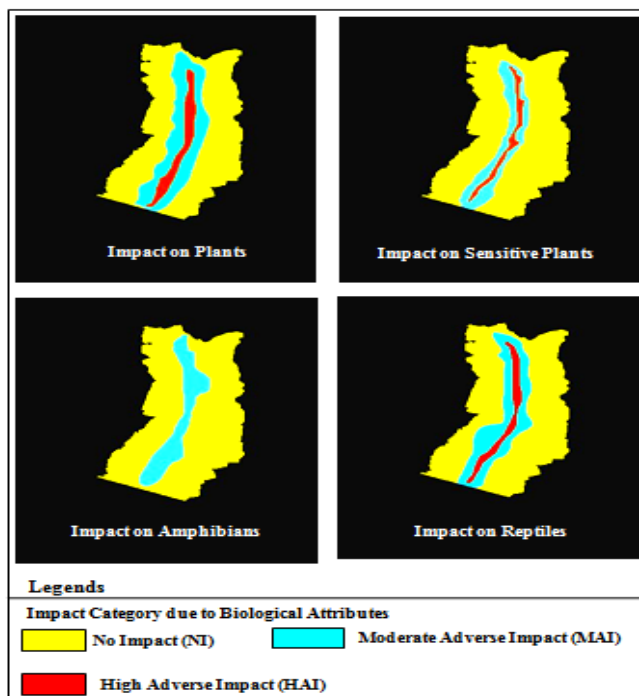 Impact on Plants
Impact on Sensitive Plants
Impact on Amphibians
Impact on Reptiles
Legends
Impact Category due to Biological Attributes
No Impact (NI)
Moderate Adverse Impact (MAI)
High Adverse Impact (HAI)